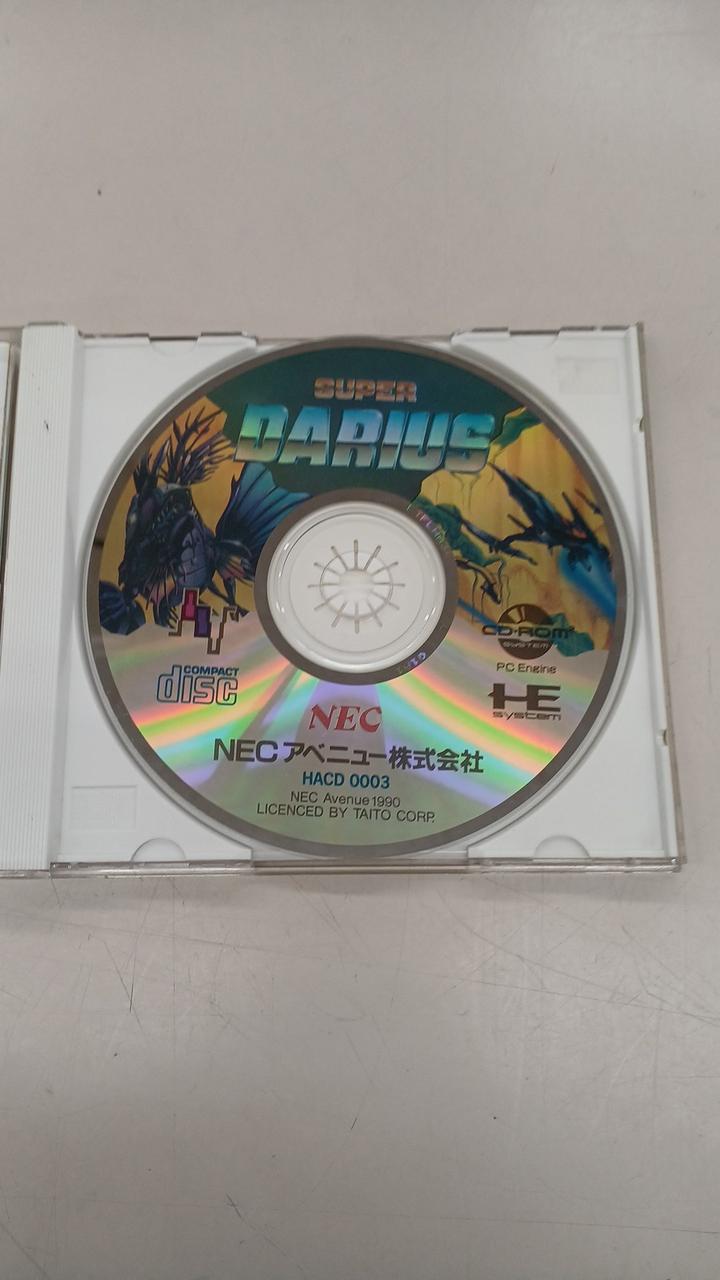 SUPER
DARIUS
CD-ROM
SYSTEM
PC Engine
COMPACT
disc
HE
system
NEC
NECアベニュー株式会社
HACD 0003
NEC Avenue 1990
LICENCED BY TAITO CORP.